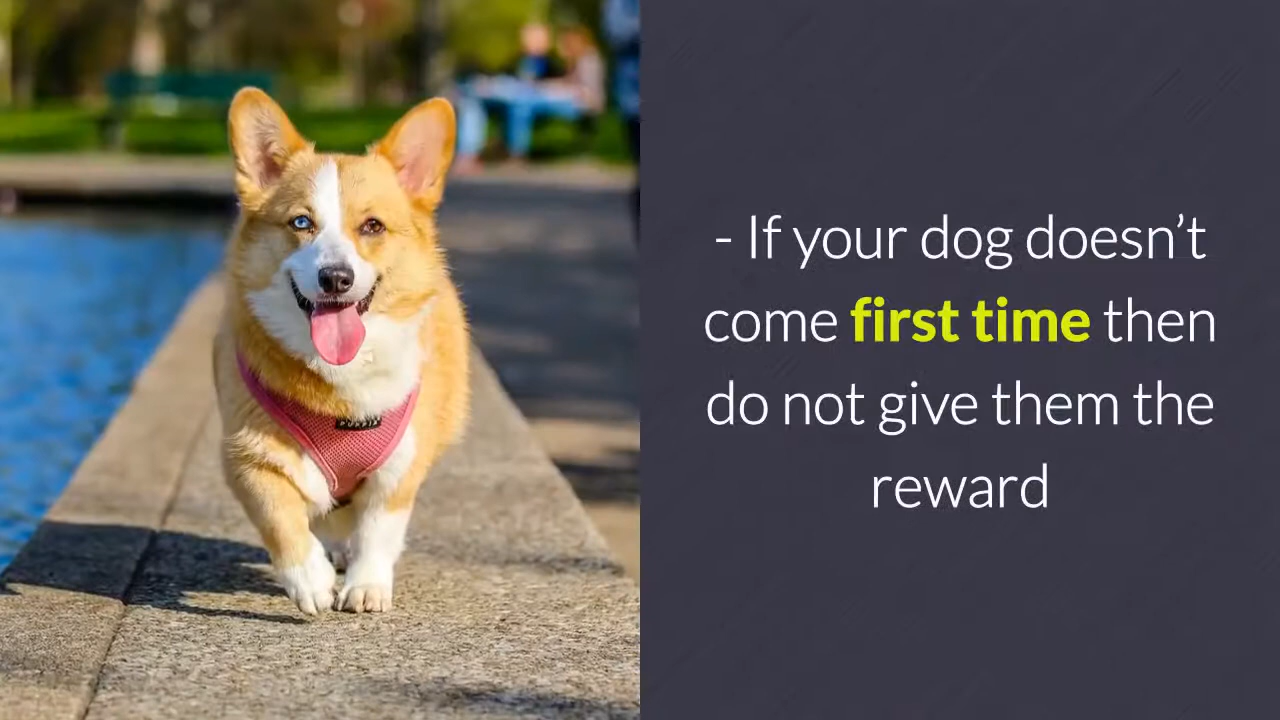 - If your dog doesn’t
come first time then
do not give them the
reward